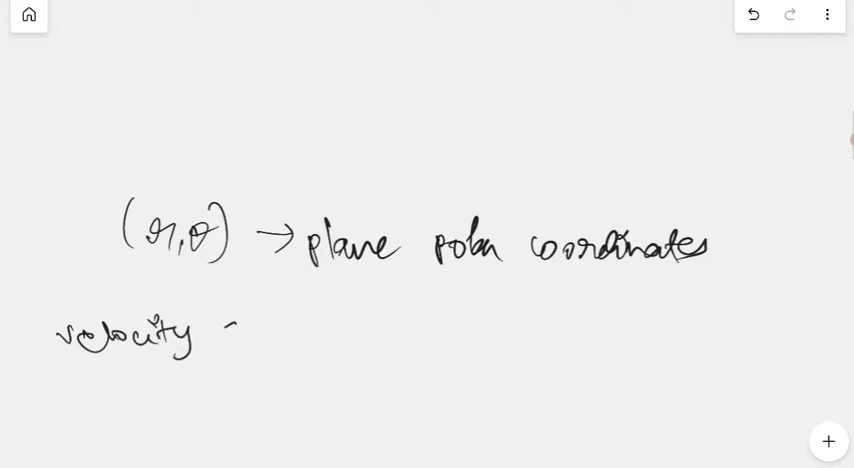 (r,θ) → plane polar coordinates
velocity